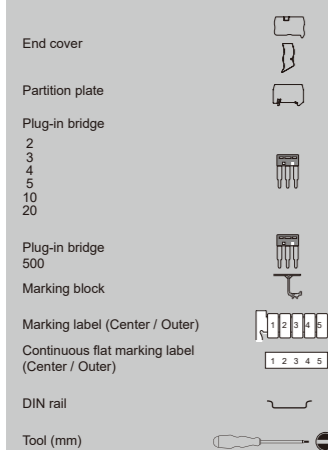 End cover
Partition plate
Plug-in bridge
2
3
4
5
10
20
Plug-in bridge
500
Marking block
Marking label (Center / Outer)
1 2 3 4 5
Continuous flat marking label
(Center / Outer)
1 2 3 4 5
DIN rail
Tool (mm)